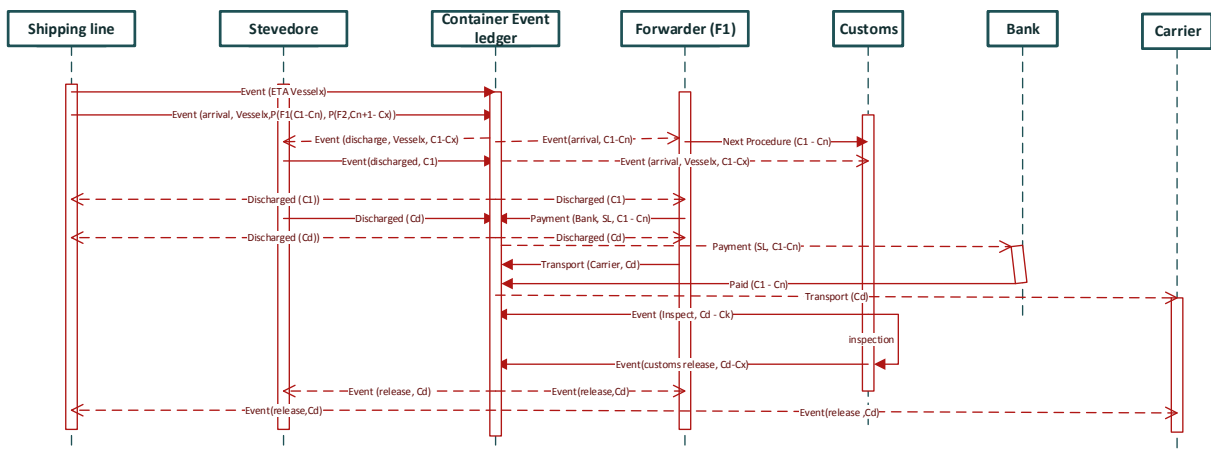 Shipping line
Stevedore
Container Event
ledger
Forwarder (F1)
Customs
Bank
Carrier
Event (ETA Vesselx)
Event (arrival, Vesselx,P(F1(C1-Cn), P(F2,Cn+1- Cx))
Event (discharge, Vesselx, C1-Cx)
Event(arrival, C1-Cn)
Next Procedure (C1 - Cn)
Event(discharged, C1)
Event (arrival, Vesselx, C1-Cx)
Discharged (C1))
Discharged (C1)
Discharged (Cd)
Payment (Bank, SL, C1 - Cn)
Discharged (Cd))
Discharged (Cd)
Payment (SL, C1-Cn)
Transport (Carrier, Cd)
Paid (C1 - Cn)
Transport (Cd)
Event (Inspect, Cd - Ck)
inspection
Event(customs release, Cd-Cx)
Event (release, Cd)
Event(release,Cd)
Event(release,Cd)
Event(release ,Cd)